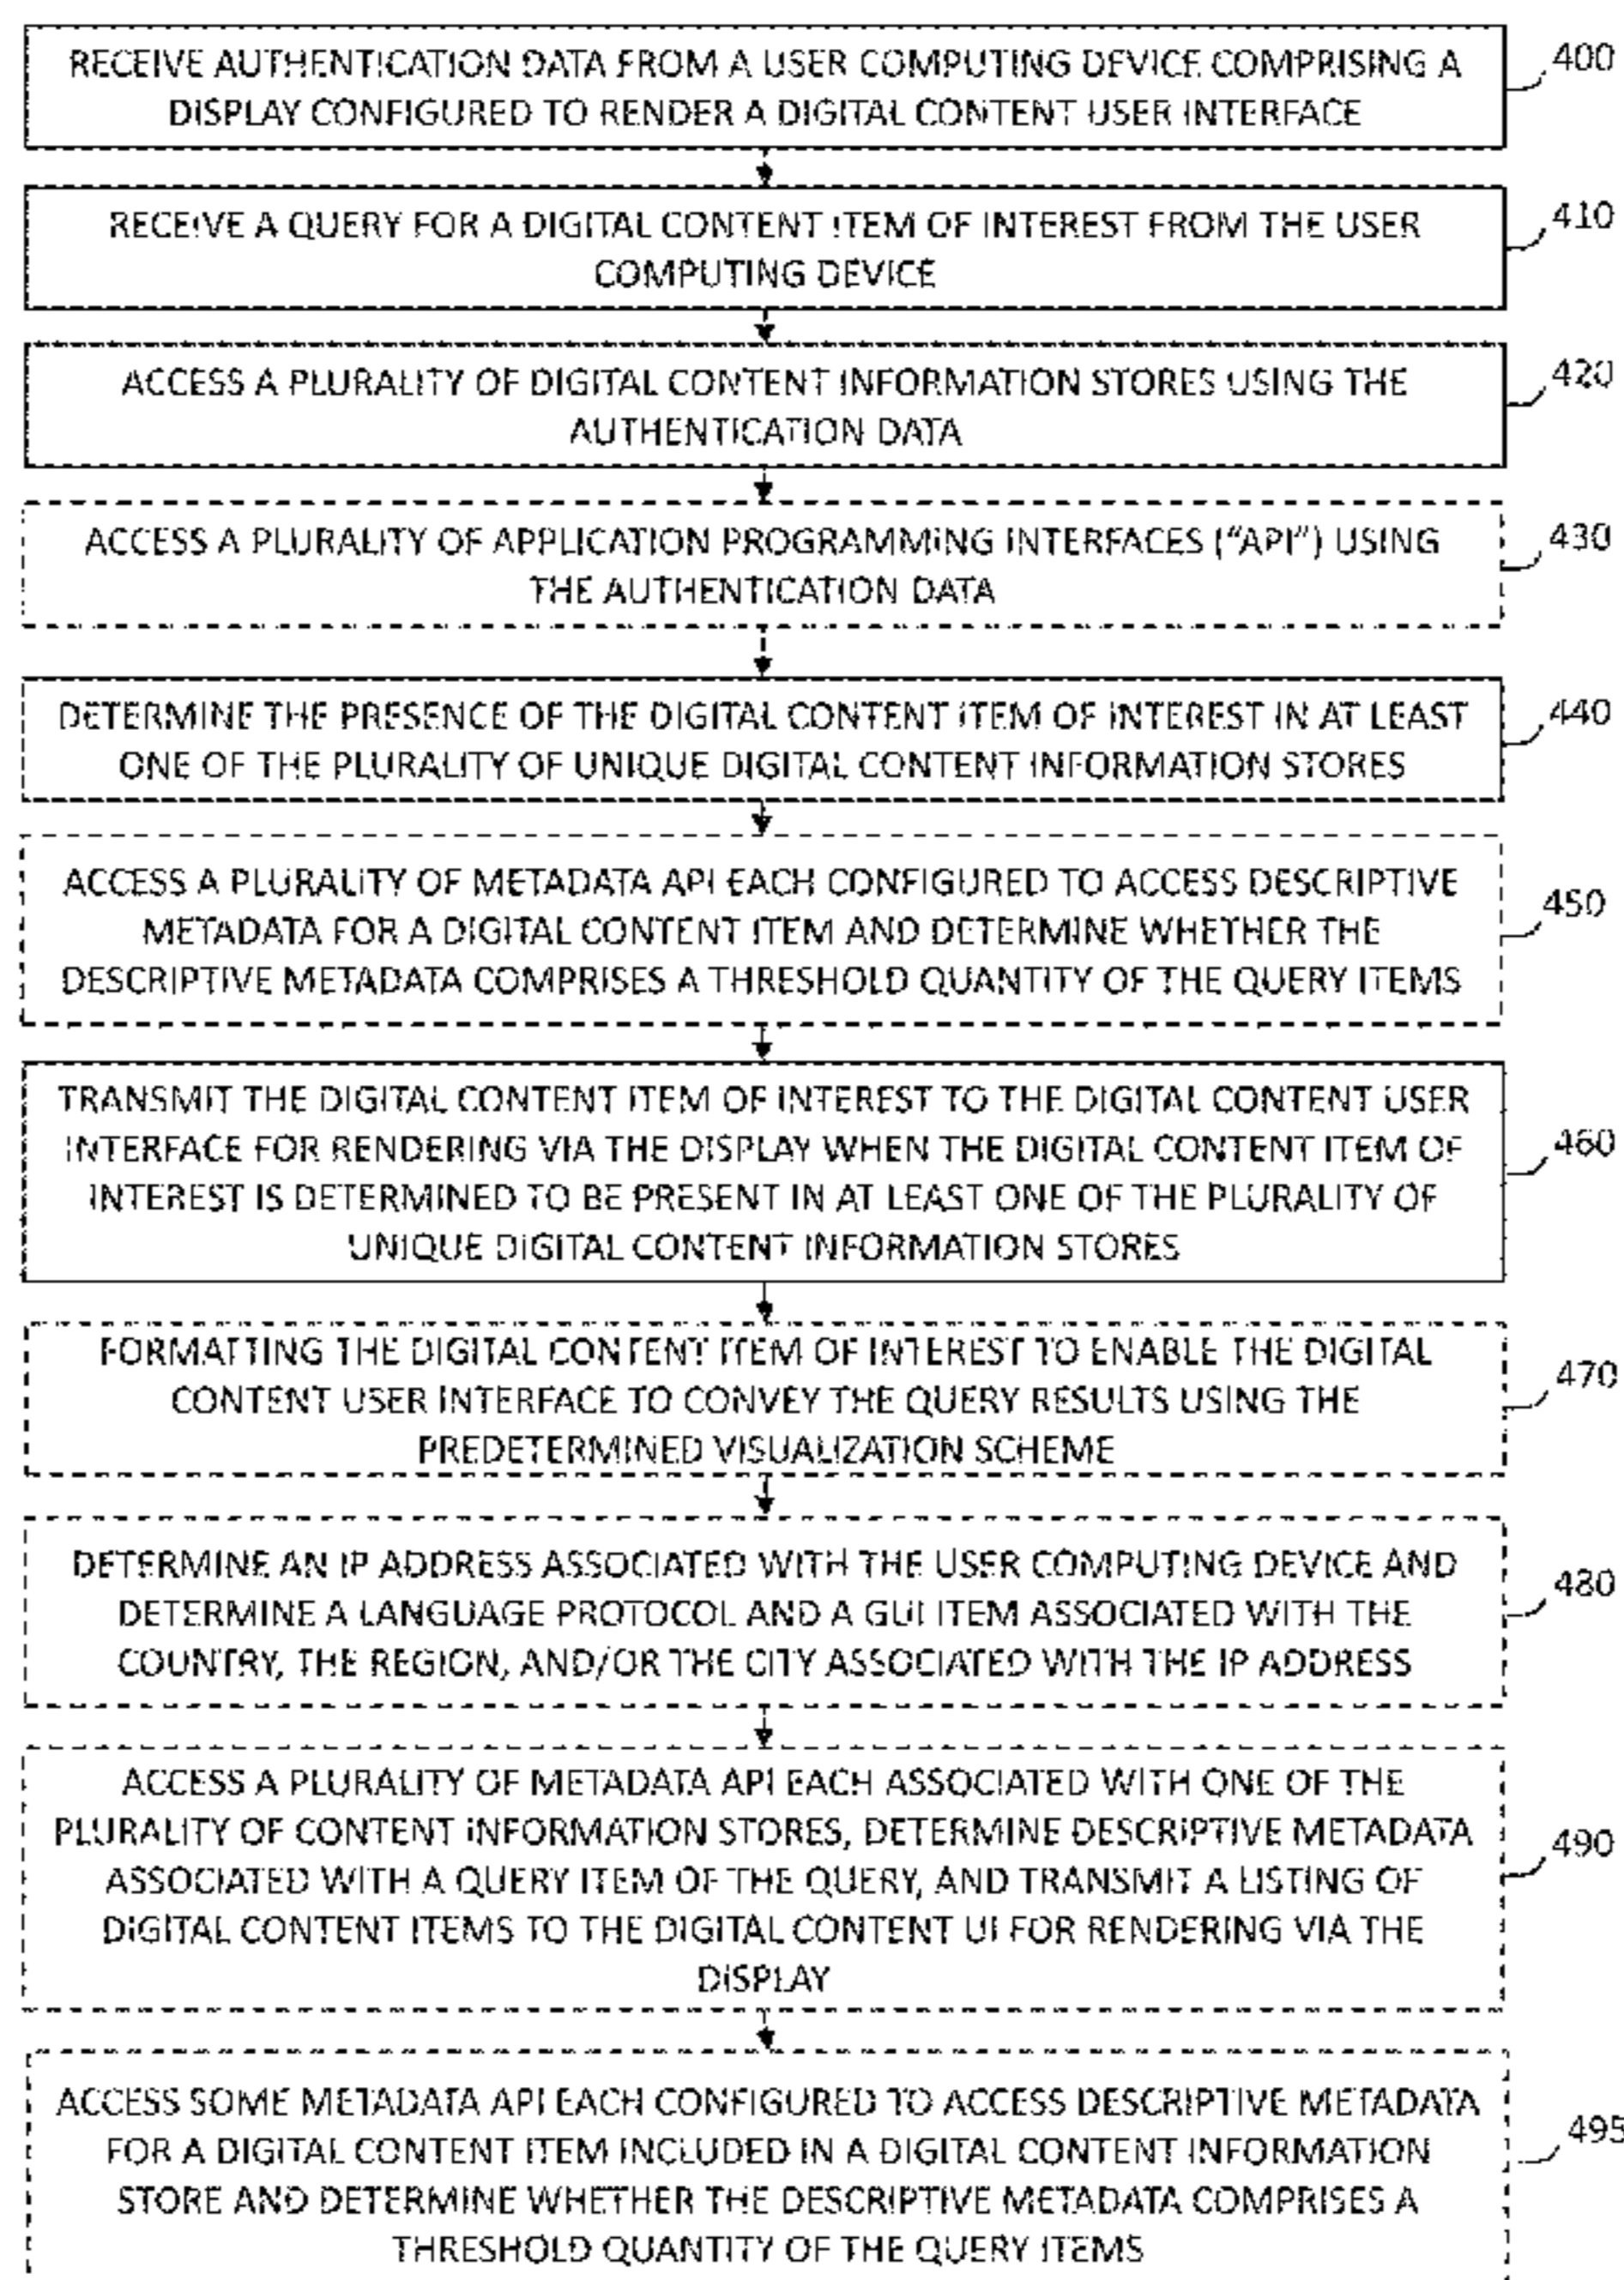 RECEIVE AUTHENTICATION DATA FROM A USER COMPUTING DEVICE COMPRISING A
DISPLAY CONFIGURED TO RENDER A DIGITAL CONTENT USER INTERFACE
400
RECEIVE A QUERY FOR A DIGITAL CONTENT ITEM OF INTEREST FROM THE USER
COMPUTING DEVICE
410
ACCESS A PLURALITY OF DIGITAL CONTENT INFORMATION STORES USING THE
AUTHENTICATION DATA
420
ACCESS A PLURALITY OF APPLICATION PROGRAMMING INTERFACES ("API") USING
THE AUTHENTICATION DATA
430
DETERMINE THE PRESENCE OF THE DIGITAL CONTENT ITEM OF INTEREST IN AT LEAST
ONE OF THE PLURALITY OF UNIQUE DIGITAL CONTENT INFORMATION STORES
440
ACCESS A PLURALITY OF METADATA API EACH CONFIGURED TO ACCESS DESCRIPTIVE
METADATA FOR A DIGITAL CONTENT ITEM AND DETERMINE WHETHER THE
DESCRIPTIVE METADATA COMPRISES A THRESHOLD QUANTITY OF THE QUERY ITEMS
450
TRANSMIT THE DIGITAL CONTENT ITEM OF INTEREST TO THE DIGITAL CONTENT USER
INTERFACE FOR RENDERING VIA THE DISPLAY WHEN THE DIGITAL CONTENT ITEM OF
INTEREST IS DETERMINED TO BE PRESENT IN AT LEAST ONE OF THE PLURALITY OF
UNIQUE DIGITAL CONTENT INFORMATION STORES
460
FORMATTING THE DIGITAL CONTENT ITEM OF INTEREST TO ENABLE THE DIGITAL
CONTENT USER INTERFACE TO CONVEY THE QUERY RESULTS USING THE
PREDETERMINED VISUALIZATION SCHEME
470
DETERMINE AN IP ADDRESS ASSOCIATED WITH THE USER COMPUTING DEVICE AND
DETERMINE A LANGUAGE PROTOCOL AND A GUI ITEM ASSOCIATED WITH THE
COUNTRY, THE REGION, AND/OR THE CITY ASSOCIATED WITH THE IP ADDRESS
480
ACCESS A PLURALITY OF METADATA API EACH ASSOCIATED WITH ONE OF THE
PLURALITY OF CONTENT INFORMATION STORES, DETERMINE DESCRIPTIVE METADATA
ASSOCIATED WITH A QUERY ITEM OF THE QUERY, AND TRANSMIT A LISTING OF
DIGITAL CONTENT ITEMS TO THE DIGITAL CONTENT UI FOR RENDERING VIA THE
DISPLAY
490
ACCESS SOME METADATA API EACH CONFIGURED TO ACCESS DESCRIPTIVE METADATA
FOR A DIGITAL CONTENT ITEM INCLUDED IN A DIGITAL CONTENT INFORMATION
STORE AND DETERMINE WHETHER THE DESCRIPTIVE METADATA COMPRISES A
THRESHOLD QUANTITY OF THE QUERY ITEMS
495